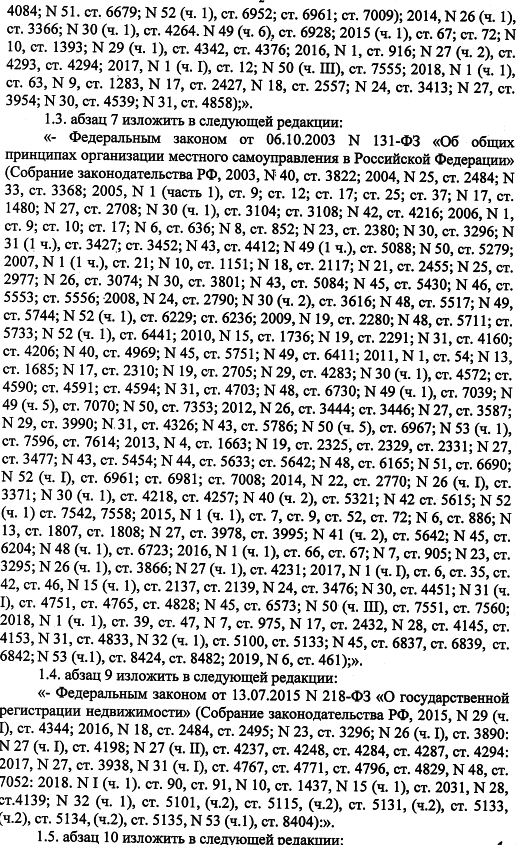 4084; N 51. ст. 6679; N 52 (ч. 1), ст. 6952; ст. 6961; ст. 7009); 2014, N 26 (ч. 1),
ст. 3366; N 30 (ч. 1), ст. 4264. N 49 (ч. 6), ст. 6928; 2015 (ч. 1), ст. 67; ст. 72; N
10, ст. 1393; N 29 (ч. 1), ст. 4342, ст. 4376; 2016, N 1, ст. 916; N 27 (ч. 2), ст.
4293, ст. 4294; 2017, N 1 (ч. I), ст. 12; N 50 (ч. III), ст. 7555; 2018, N 1 (ч. 1),
ст. 63, N 9, ст. 1283, N 17, ст. 2427, N 18, ст. 2557; N 24, ст. 3413; N 27, ст.
3954; N 30, ст. 4539; N 31, ст. 4858);».
1.3. абзац 7 изложить в следующей редакции:
«- Федеральным законом от 06.10.2003 N 131-ФЗ «Об общих
принципах организации местного самоуправления в Российской Федерации»
(Собрание законодательства РФ, 2003, N 40, ст. 3822; 2004, N 25, ст. 2484; N
33, ст. 3368; 2005, N 1 (часть 1), ст. 9; ст. 12; ст. 17; ст. 25; ст. 37; N 17, ст.
1480; N 27, ст. 2708; N 30 (ч. 1), ст. 3104; ст. 3108; N 42, ст. 4216; 2006, N 1,
ст. 9; ст. 10; ст. 17; N 6, ст. 636; N 8, ст. 852; N 23, ст. 2380; N 30, ст. 3296; N
31 (1 ч.), ст. 3427; ст. 3452; N 43, ст. 4412; N 49 (1 ч.), ст. 5088; N 50, ст. 5279;
2007, N 1 (1 ч.), ст. 21; N 10, ст. 1151; N 18, ст. 2117; N 21, ст. 2455; N 25, ст.
2977; N 26, ст. 3074; N 30, ст. 3801; N 43, ст. 5084; N 45, ст. 5430; N 46, ст.
5553; ст. 5556; 2008, N 24, ст. 2790; N 30 (ч. 2), ст. 3616; N 48, ст. 5517; N 49,
ст. 5744; N 52 (ч. 1), ст. 6229; ст. 6236; 2009, N 19, ст. 2280; N 48, ст. 5711; ст.
5733; N 52 (ч. 1), ст. 6441; 2010, N 15, ст. 1736; N 19, ст. 2291; N 31, ст. 4160;
ст. 4206; N 40, ст. 4969; N 45, ст. 5751; N 49, ст. 6411; 2011, N 1, ст. 54; N 13,
ст. 1685; N 17, ст. 2310; N 19, ст. 2705; N 29, ст. 4283; N 30 (ч. 1), ст. 4572; ст.
4590; ст. 4591; ст. 4594; N 31, ст. 4703; N 48, ст. 6730; N 49 (ч. 1), ст. 7039; N
49 (ч. 5), ст. 7070; N 50, ст. 7353; 2012, N 26, ст. 3444; ст. 3446; N 27, ст. 3587;
N 29, ст. 3990; N 31, ст. 4326; N 43, ст. 5786; N 50 (ч. 5), ст. 6967; N 53 (ч. 1),
ст. 7596, ст. 7614; 2013, N 4, ст. 1663; N 19, ст. 2325, ст. 2329, ст. 2331; N 27,
ст. 3477; N 43, ст. 5454; N 44, ст. 5633; ст. 5642; N 48, ст. 6165; N 51, ст. 6690;
N 52 (ч. I), ст. 6961; ст. 6981; ст. 7008; 2014, N 22, ст. 2770; N 26 (ч. I), ст.
3371; N 30 (ч. 1), ст. 4218, ст. 4257; N 40 (ч. 2), ст. 5321; N 42 ст. 5615; N 52
(ч. 1) ст. 7542, 7558; 2015, N 1 (ч. 1), ст. 7, ст. 9, ст. 52, ст. 72; N 6, ст. 886; N
13, ст. 1807, ст. 1808; N 27, ст. 3978, ст. 3995; N 41 (ч. 2), ст. 5642; N 45, ст.
6204; N 48 (ч. 1), ст. 6723; 2016, N 1 (ч. 1), ст. 66, ст. 67; N 7, ст. 905; N 23, ст.
3295; N 26 (ч. 1), ст. 3866; N 27 (ч. 1), ст. 4231; 2017, N 1 (ч. I), ст. 6, ст. 35, ст.
42, ст. 46, N 15 (ч. 1), ст. 2137, ст. 2139, N 24, ст. 3476; N 30, ст. 4451; N 31 (ч.
I), ст. 4751, ст. 4765, ст. 4828; N 45, ст. 6573; N 50 (ч. III), ст. 7551, ст. 7560;
2018, N 1 (ч. 1), ст. 39, ст. 47, N 7, ст. 975, N 17, ст. 2432, N 28, ст. 4145, ст.
4153, N 31, ст. 4833, N 32 (ч. 1), ст. 5100, ст. 5133; N 45, ст. 6837, ст. 6839, ст.
6842; N 53 (ч.1), ст. 8424, ст. 8482; 2019, N 6, ст. 461);».
1.4. абзац 9 изложить в следующей редакции:
«- Федеральным законом от 13.07.2015 N 218-ФЗ «О государственной
регистрации недвижимости» (Собрание законодательства РФ, 2015, N 29 (ч.
I), ст. 4344; 2016, N 18, ст. 2484, ст. 2495; N 23, ст. 3296; N 26 (ч. I), ст. 3890:
N 27 (ч. I), ст. 4198; N 27 (ч. II), ст. 4237, ст. 4248, ст. 4284, ст. 4287, ст. 4294:
2017, N 27, ст. 3938, N 31 (ч. I), ст. 4767, ст. 4771, ст. 4796, ст. 4829, N 48, ст.
7052: 2018. N I (ч. 1). ст. 90, ст. 91, N 10, ст. 1437, N 15 (ч. 1), ст. 2031, N 28,
ст.4139; N 32 (ч. 1), ст. 5101, (ч.2), ст. 5115, (ч.2), ст. 5131, (ч.2), ст. 5133,
(ч.2), ст. 5134, (ч.2), ст. 5135, N 53 (ч.1), ст. 8404):».
1.5. абзац 10 изложить в следующей редакции: